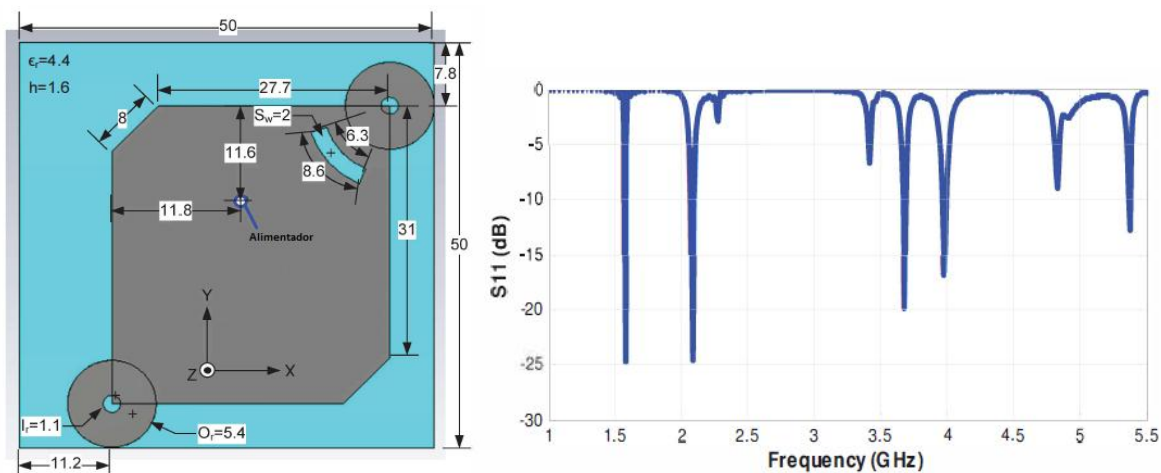 50
εr=4.4
h=1.6
7.8
27.7
8
Sw=2
6.3
11.6
8.6
11.8
Alimentador
31
50
Y
Z
X
Ir=1.1
Or=5.4
11.2
S11 (dB)
0
-5
-10
-15
-20
-25
-30
1 1.5 2 2.5 3 3.5 4 4.5 5 5.5
Frequency (GHz)